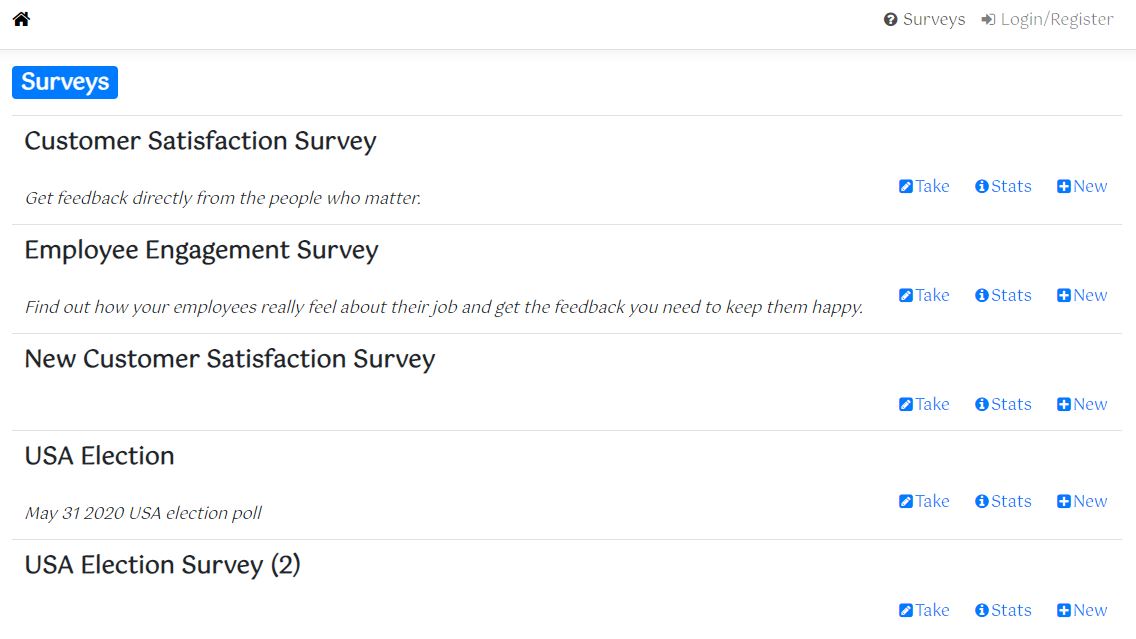 Surveys Login/Register
Surveys
Customer Satisfaction Survey
Get feedback directly from the people who matter.
Take Stats New
Employee Engagement Survey
Find out how your employees really feel about their job and get the feedback you need to keep them happy.
Take Stats New
New Customer Satisfaction Survey
Take Stats New
USA Election
May 31 2020 USA election poll
Take Stats New
USA Election Survey (2)
Take Stats New